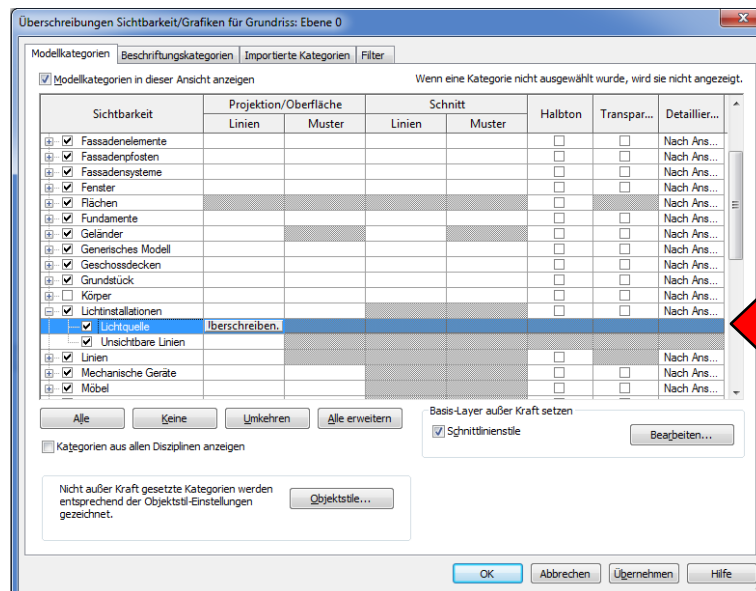 Überschreibungen Sichtbarkeit/Grafiken für Grundriss: Ebene 0
Modellkategorien Beschriftungskategorien Importierte Kategorien Filter
Modellkategorien in dieser Ansicht anzeigen Wenn eine Kategorie nicht ausgewählt wurde, wird sie nicht angezeigt.
Sichtbarkeit Projektion/Oberfläche Schnitt Halbton Transpar... Detaillier...
Linien Muster Linien Muster
Fassadenelemente Nach Ans...
Fassadenpfosten Nach Ans...
Fassadensysteme Nach Ans...
Fenster Nach Ans...
Flächen Nach Ans...
Fundamente Nach Ans...
Geländer Nach Ans...
Generisches Modell Nach Ans...
Geschossdecken Nach Ans...
Grundstück Nach Ans...
Körper Nach Ans...
Lichtinstallationen Nach Ans...
Lichtquelle Iberschreiben.
Unsichtbare Linien
Linien Nach Ans...
Mechanische Geräte Nach Ans...
Möbel Nach Ans...
Alle Keine Umkehren Alle erweitern
Basis-Layer außer Kraft setzen
Schnittlinienstile Bearbeiten...
Kategorien aus allen Disziplinen anzeigen
Nicht außer Kraft gesetzte Kategorien werden
entsprechend der Objektstil-Einstellungen
gezeichnet.
Objektstile...
OK Abbrechen Übernehmen Hilfe